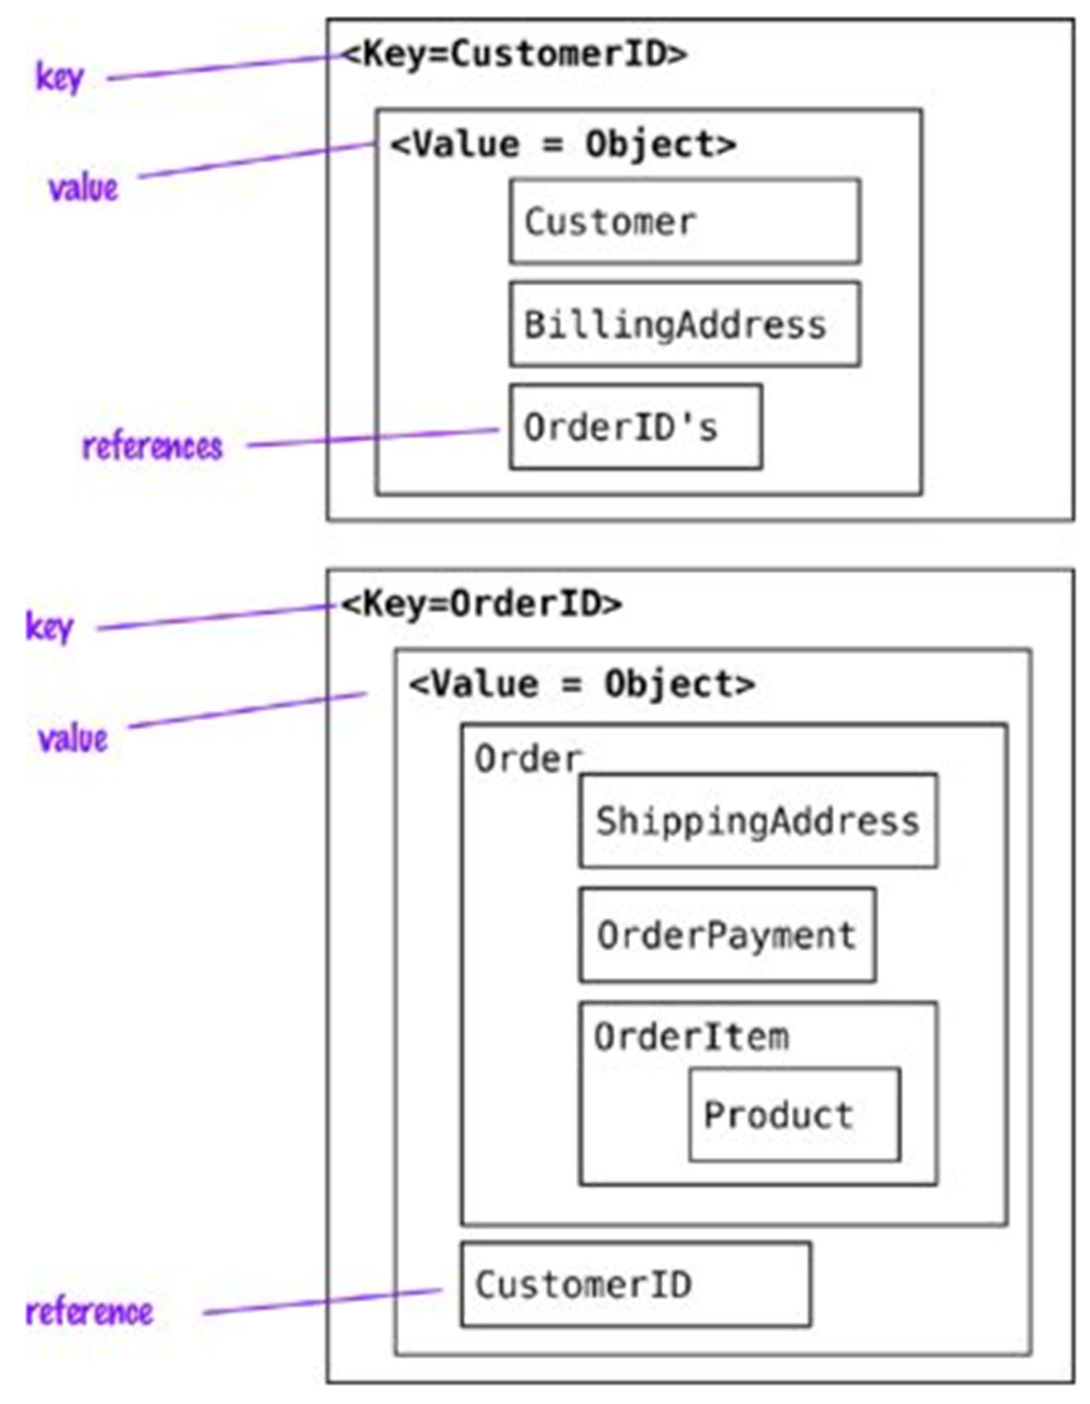 <Key=CustomerID>
key
<Value = Object>
value
Customer
BillingAddress
OrderID's
references
<Key=OrderID>
key
<Value = Object>
value
Order
ShippingAddress
OrderPayment
OrderItem
Product
CustomerID
reference